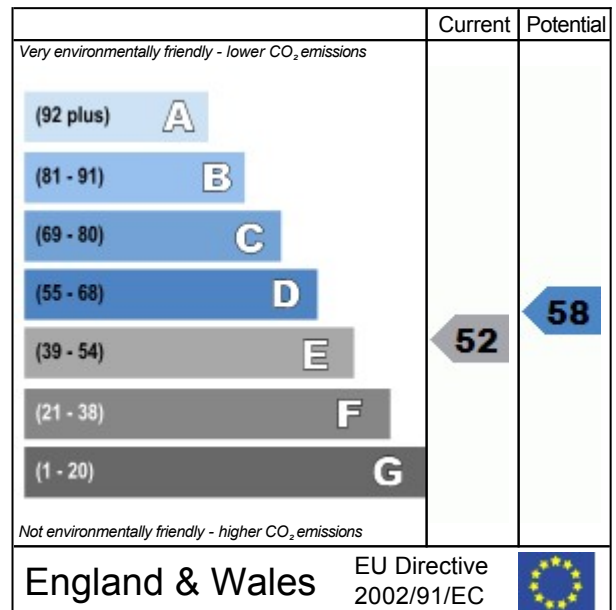 Current Potential
Very environmentally friendly - lower CO₂ emissions
(92 plus) A
(81 - 91) B
(69 - 80) C
(55 - 68) D
58
52
(39 - 54) E
(21 - 38) F
(1 - 20) G
Not environmentally friendly - higher CO₂ emissions
England & Wales
EU Directive
2002/91/EC